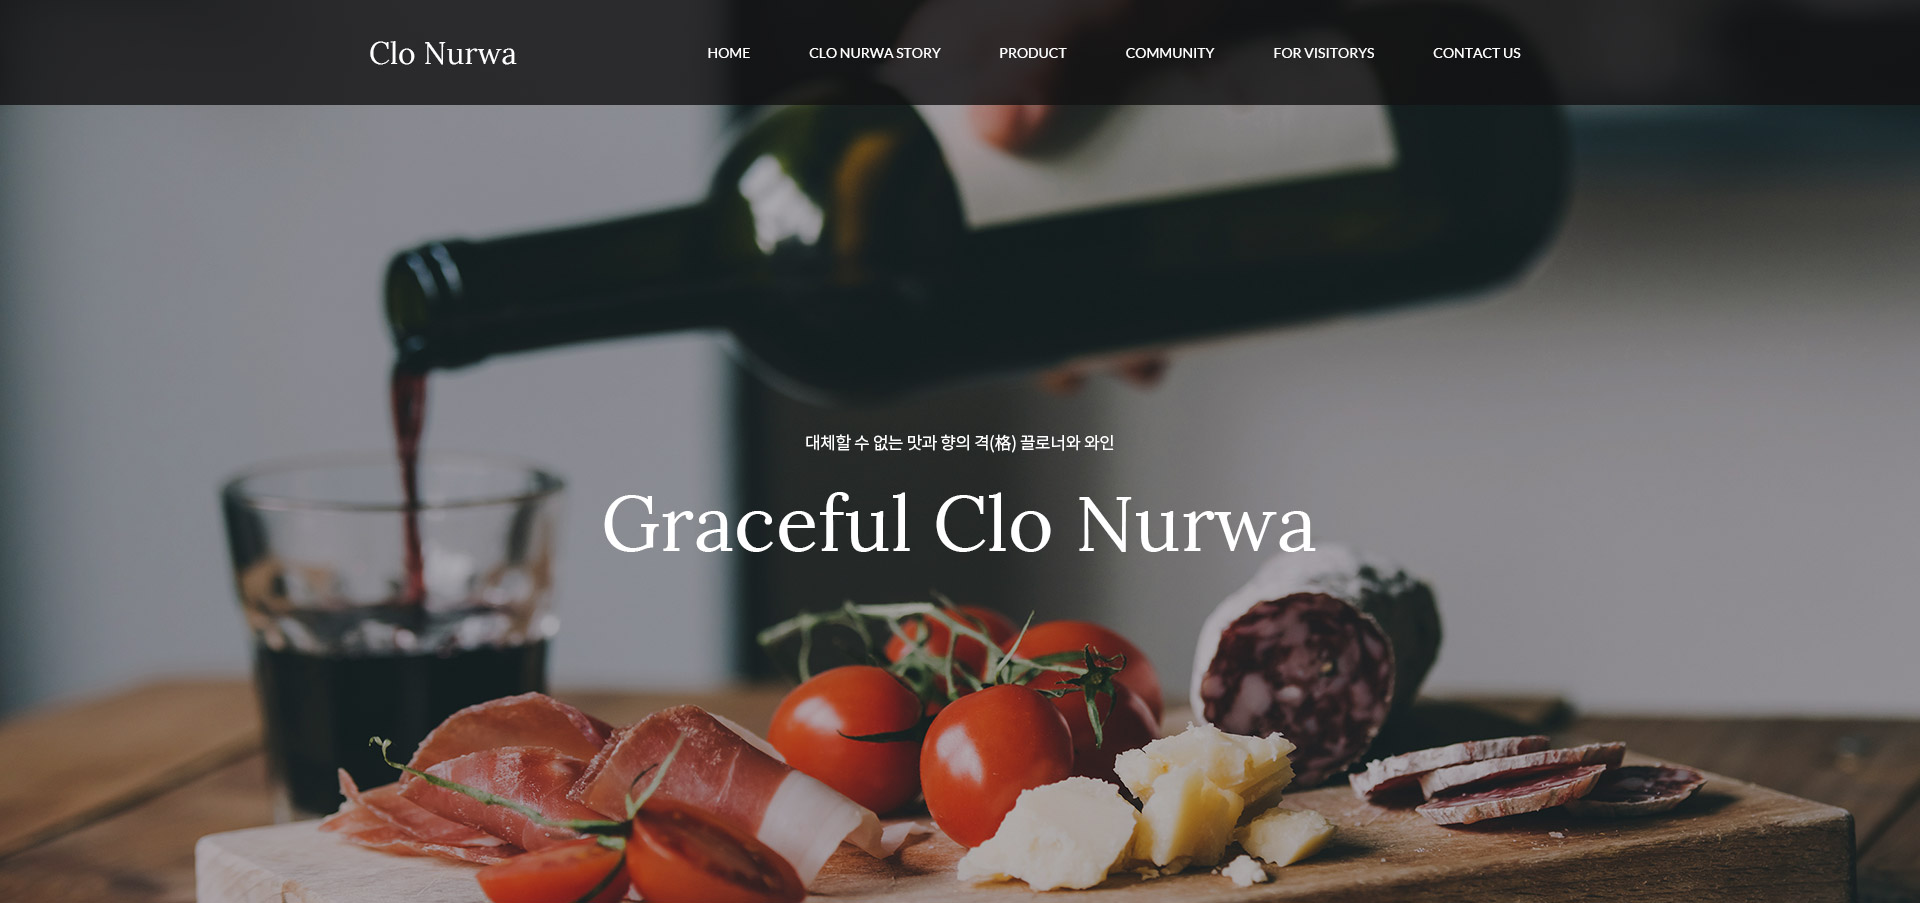 Clo Nurwa
HOME CLO NURWA STORY PRODUCT COMMUNITY FOR VISITORYS CONTACT US
대체할 수 없는 맛과 향의 격(格) 끌로너와 와인
Graceful Clo Nurwa